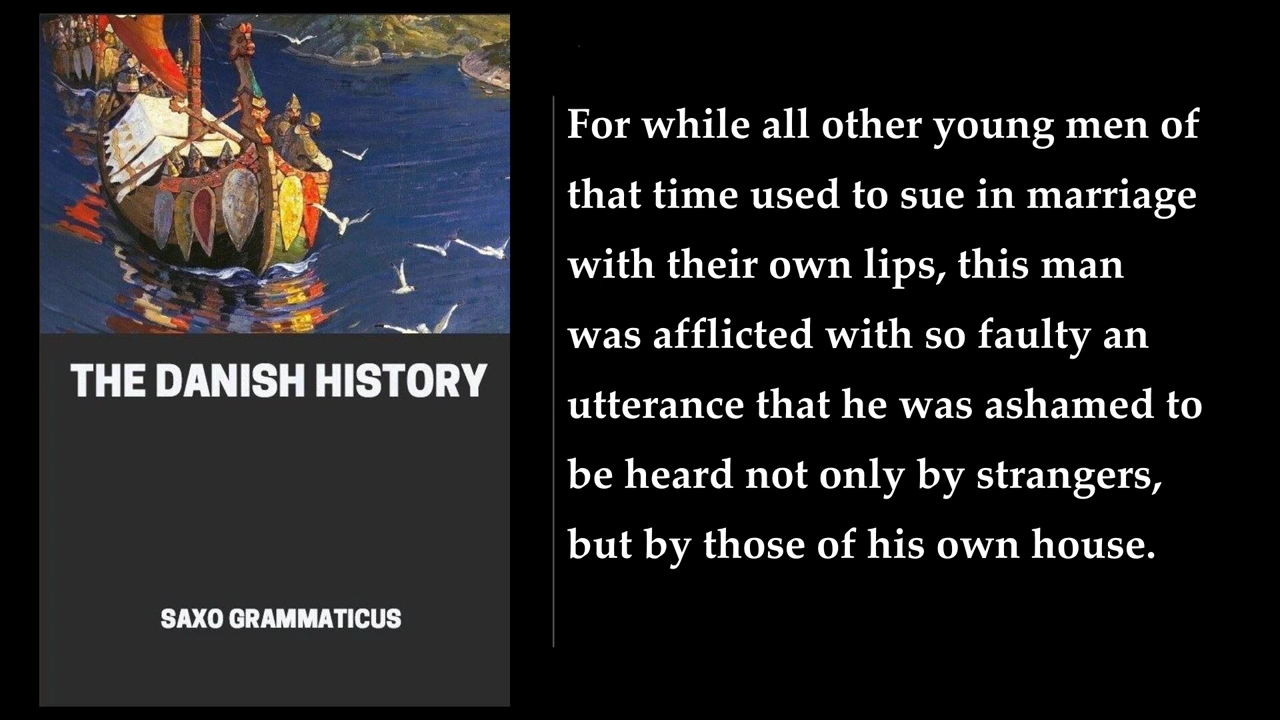 THE DANISH HISTORY
SAXO GRAMMATICUS
For while all other young men of
that time used to sue in marriage
with their own lips, this man
was afflicted with so faulty an
utterance that he was ashamed to
be heard not only by strangers,
but by those of his own house.